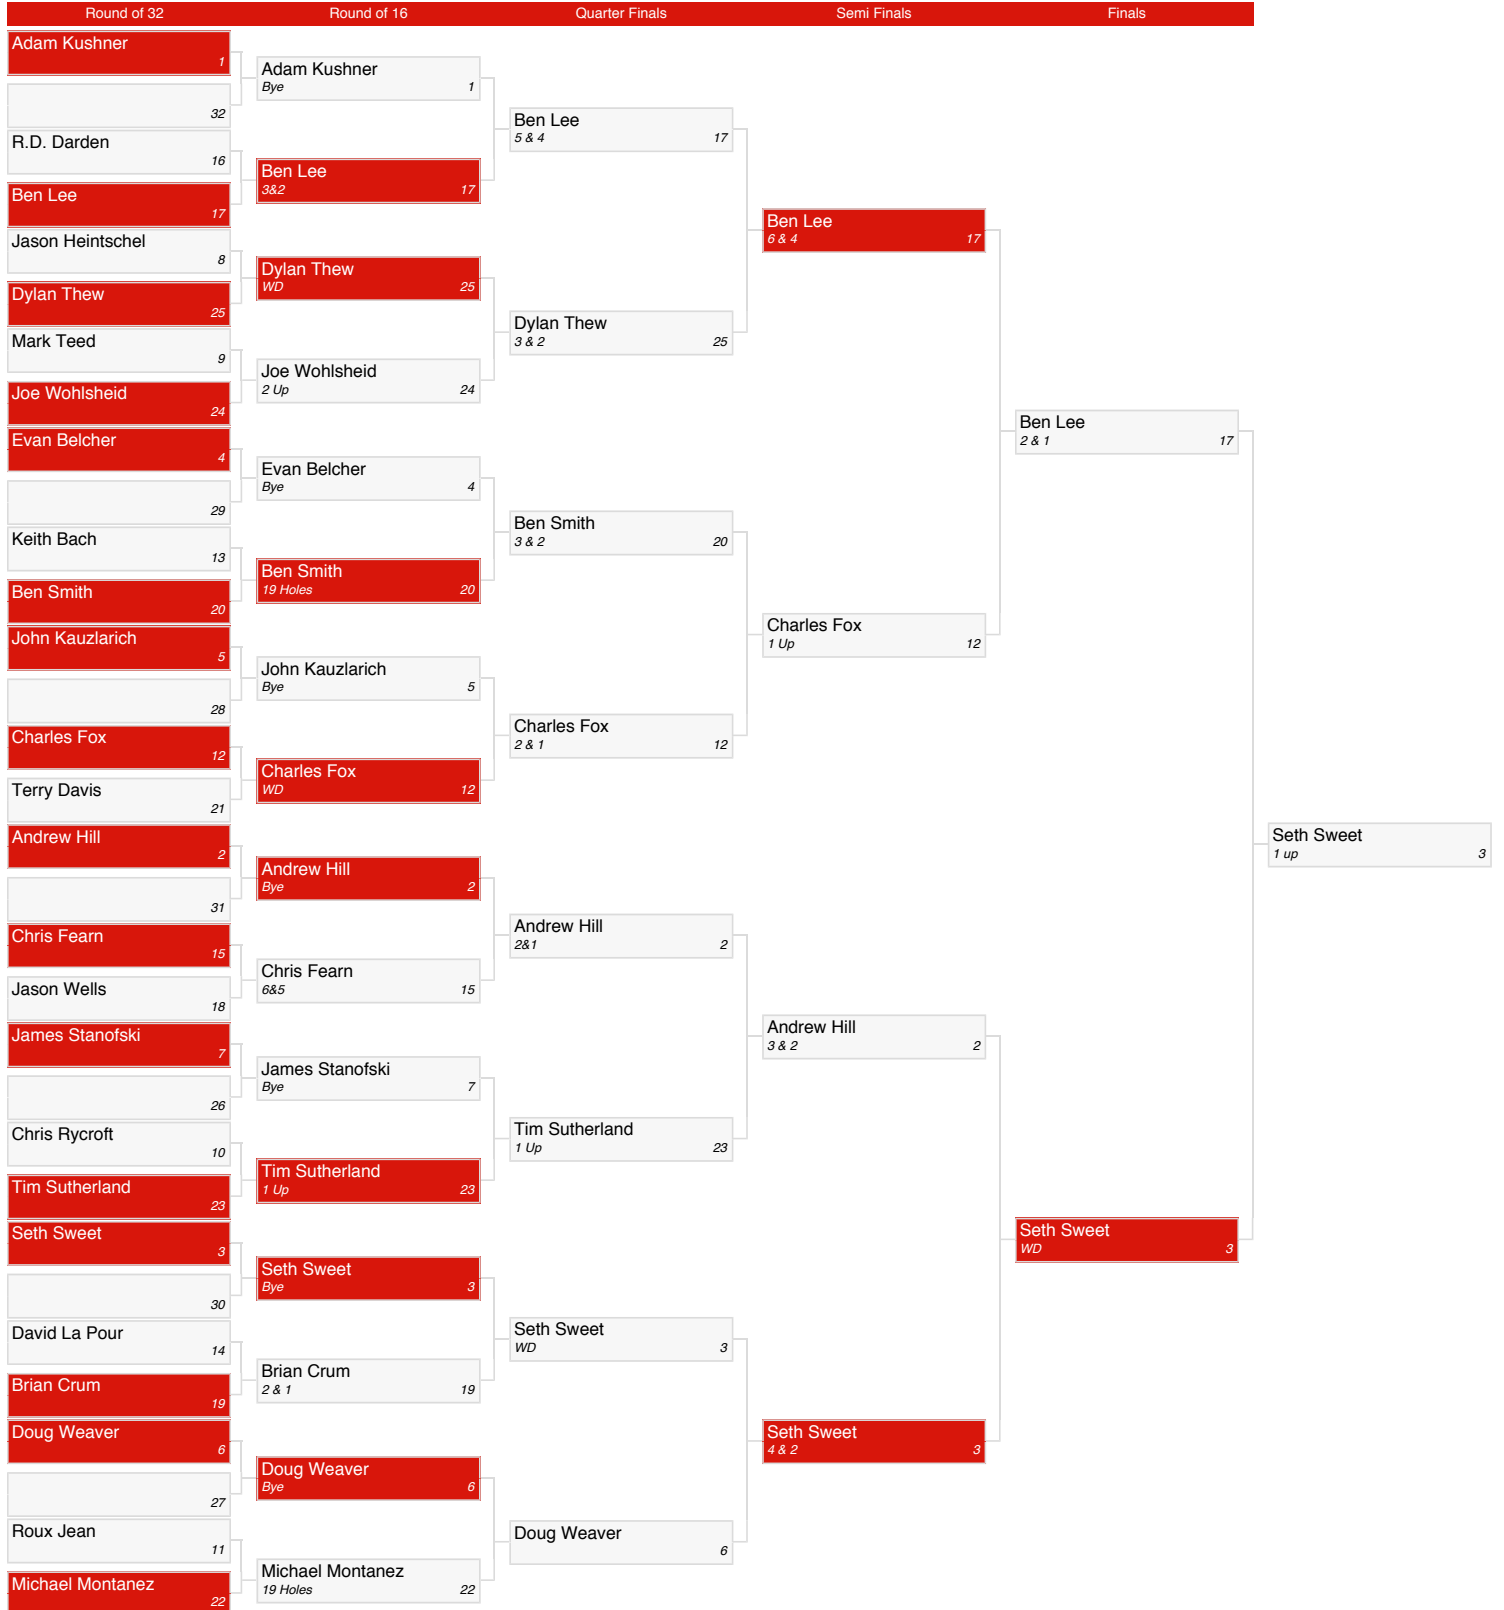 Round of 32
Round of 16
Quarter Finals
Semi Finals
Finals
Adam Kushner
1
32
R.D. Darden
16
Ben Lee
17
Jason Heintschel
8
Dylan Thew
25
Mark Teed
9
Joe Wohlsheid
24
Evan Belcher
4
29
Keith Bach
13
Ben Smith
20
John Kauzlarich
5
28
Charles Fox
12
Terry Davis
21
Andrew Hill
2
31
Chris Fearn
15
Jason Wells
18
James Stanofski
7
26
Chris Rycroft
10
Tim Sutherland
23
Seth Sweet
3
30
David La Pour
14
Brian Crum
19
Doug Weaver
6
27
Roux Jean
11
Michael Montanez
22
Adam Kushner
Bye 1
Ben Lee
3&2 17
Dylan Thew
WD 25
Joe Wohlsheid
2 Up 24
Evan Belcher
Bye 4
Ben Smith
19 Holes 20
John Kauzlarich
Bye 5
Charles Fox
WD 12
Andrew Hill
Bye 2
Chris Fearn
6&5 15
James Stanofski
Bye 7
Tim Sutherland
1 Up 23
Seth Sweet
Bye 3
Brian Crum
2 & 1 19
Doug Weaver
Bye 6
Michael Montanez
19 Holes 22
Ben Lee
5 & 4 17
Dylan Thew
3 & 2 25
Ben Smith
3 & 2 20
Charles Fox
2 & 1 12
Andrew Hill
2&1 2
Tim Sutherland
1 Up 23
Seth Sweet
WD 3
Doug Weaver
6
Ben Lee
6 & 4 17
Charles Fox
1 Up 12
Andrew Hill
3 & 2 2
Seth Sweet
4 & 2 3
Ben Lee
2 & 1 17
Seth Sweet
WD 3
Seth Sweet
1 up 3